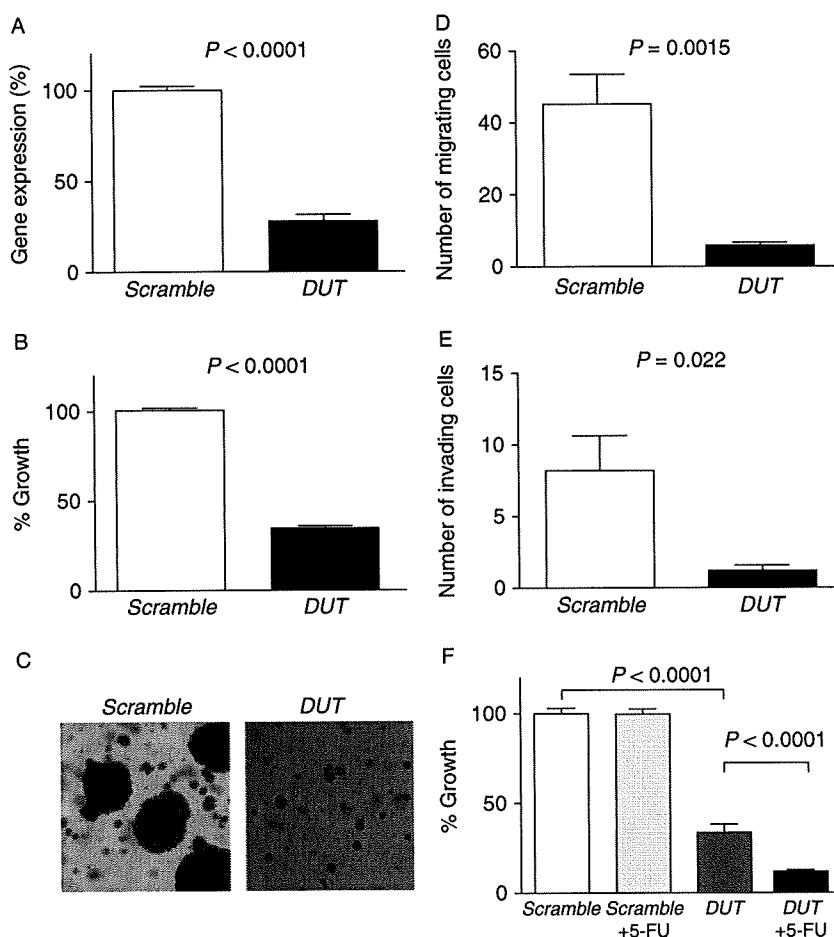 A
P < 0.0001
Gene expression (%)
100
50
0
Scramble
DUT
B
P < 0.0001
% Growth
100
50
0
Scramble
DUT
C
Scramble
DUT
D
P = 0.0015
Number of migrating cells
60
40
20
0
Scramble
DUT
E
P = 0.022
Number of invading cells
15
10
5
0
Scramble
DUT
F
P < 0.0001
P < 0.0001
% Growth
100
50
0
Scramble
Scramble
+5-FU
DUT
DUT
+5-FU